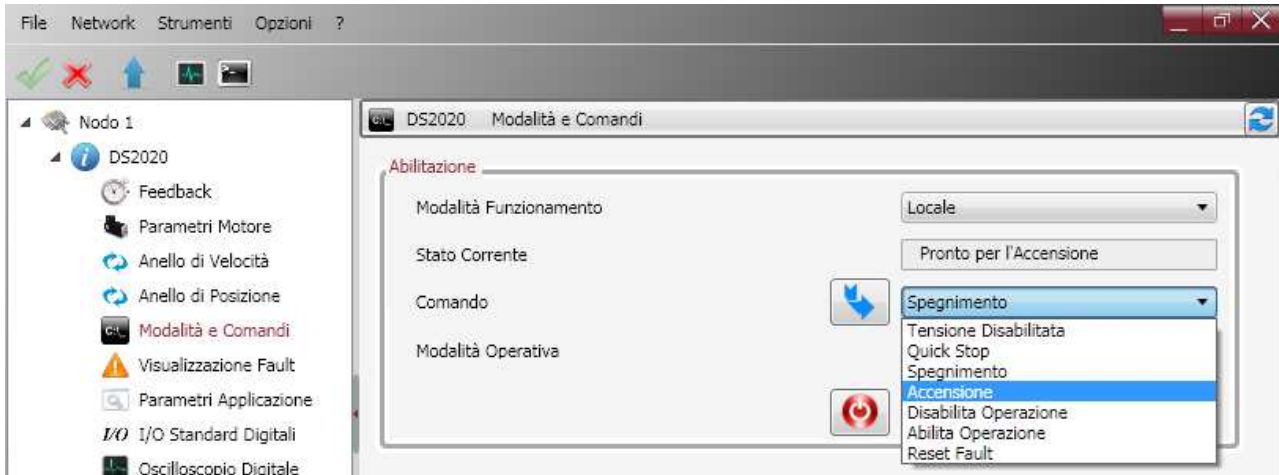 File Network Strumenti Opzioni ?
Nodo 1
DS2020
Feedback
Parametri Motore
Anello di Velocità
Anello di Posizione
Modalità e Comandi
Visualizzazione Fault
Parametri Applicazione
I/O I/O Standard Digitali
Oscilloscopio Digitale
C:\_ DS2020 Modalità e Comandi
Abilitazione
Modalità Funzionamento Locale
Stato Corrente Pronto per l'Accensione
Comando Spegnimento
Modalità Operativa
Tensione Disabilitata
Quick Stop
Spegnimento
Accensione
Disabilita Operazione
Abilita Operazione
Reset Fault